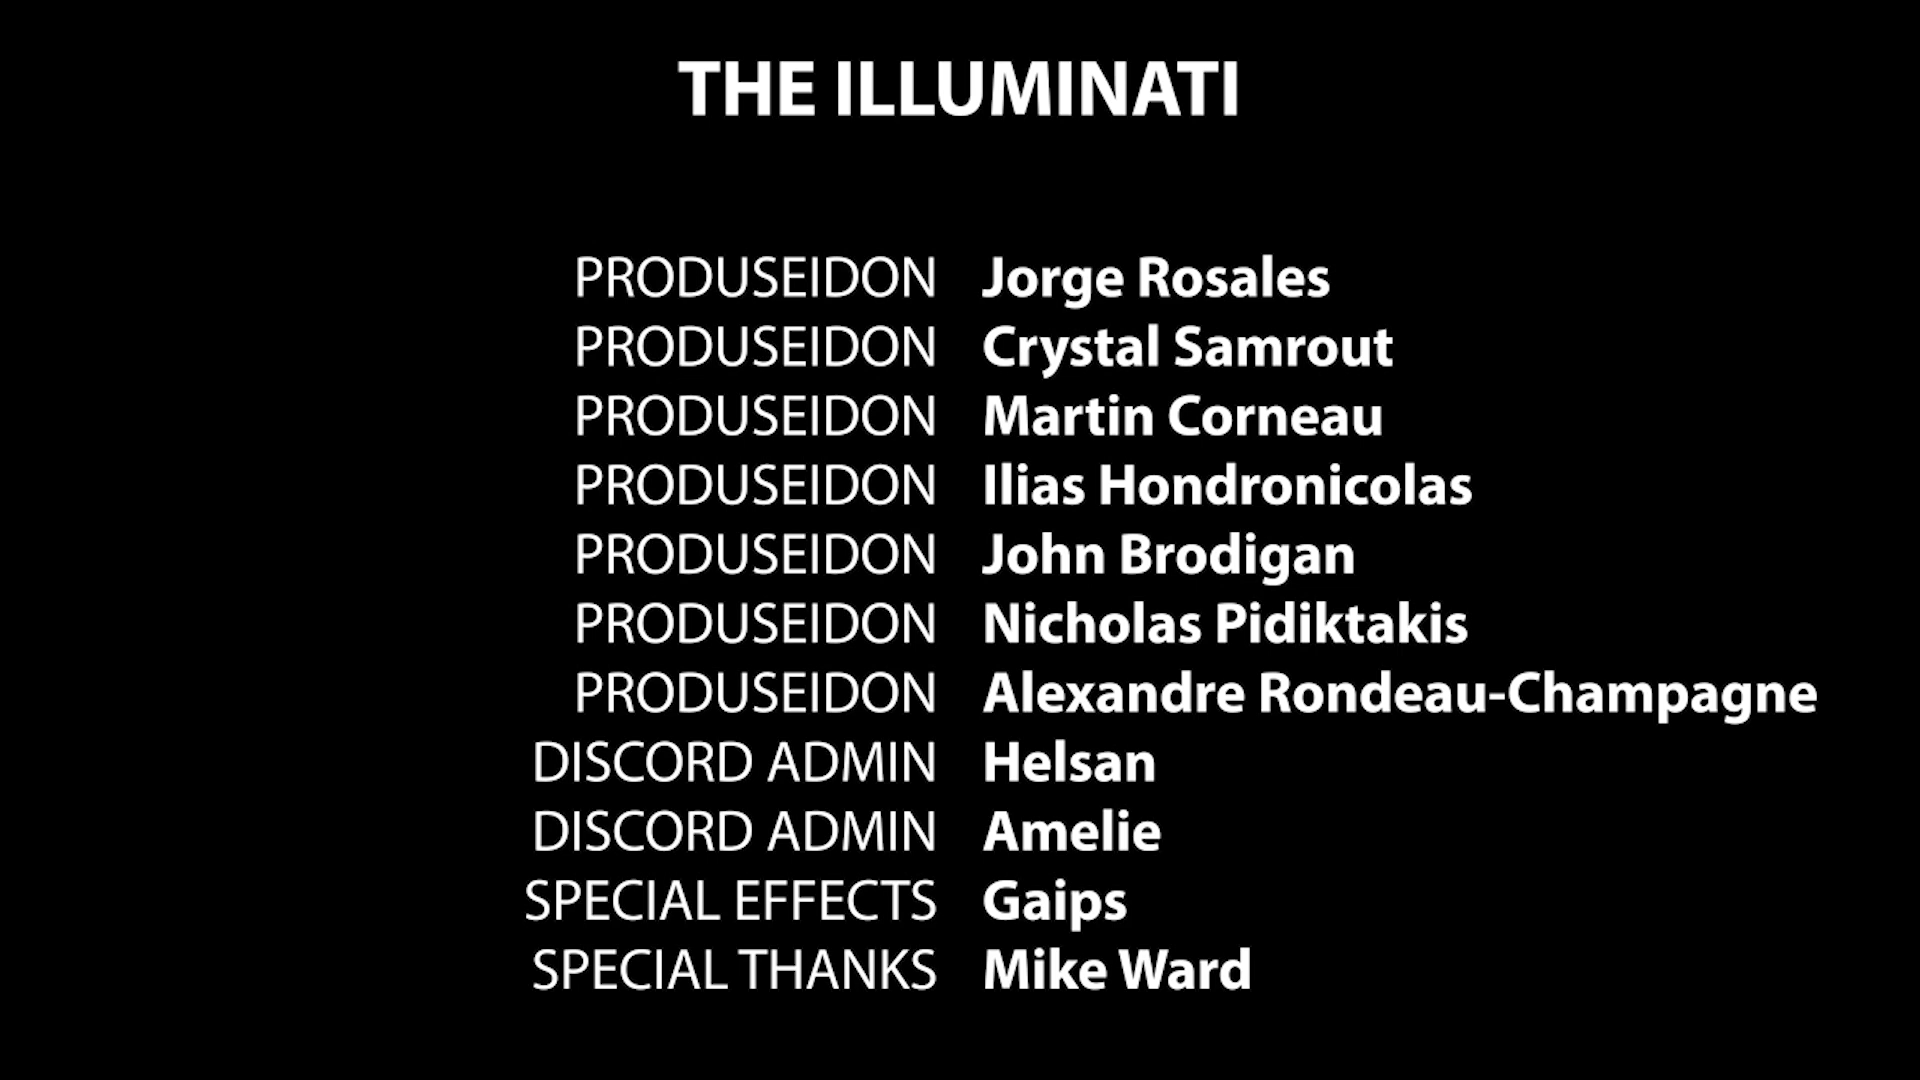 THE ILLUMINATI
PRODUSEIDON Jorge Rosales
PRODUSEIDON Crystal Samrout
PRODUSEIDON Martin Corneau
PRODUSEIDON Ilias Hondronicolas
PRODUSEIDON John Brodigan
PRODUSEIDON Nicholas Pidiktakis
PRODUSEIDON Alexandre Rondeau-Champagne
DISCORD ADMIN Helsan
DISCORD ADMIN Amelie
SPECIAL EFFECTS Gaips
SPECIAL THANKS Mike Ward